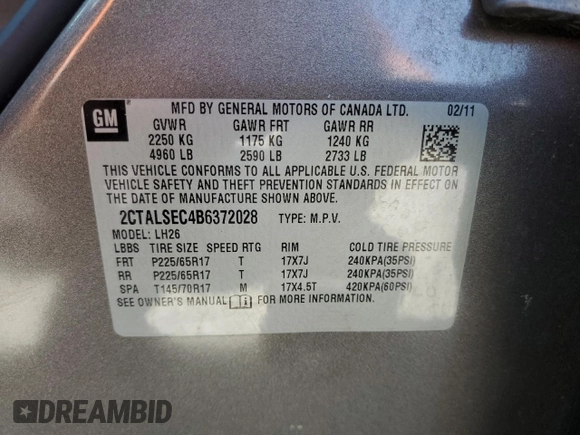 GM
MFD BY GENERAL MOTORS OF CANADA LTD. 02/11
GVWR GAWR FRT GAWR RR
2250 KG 1175 KG 1240 KG
4960 LB 2590 LB 2733 LB
THIS VEHICLE CONFORMS TO ALL APPLICABLE U.S. FEDERAL MOTOR
VEHICLE SAFETY AND THEFT PREVENTION STANDARDS IN EFFECT ON
THE DATE OF MANUFACTURE SHOWN ABOVE.
2CTALSEC4B6372028 TYPE: M.P.V.
MODEL: LH26
LBBS TIRE SIZE SPEED RTG RIM COLD TIRE PRESSURE
FRT P225/65R17 T 17X7J 240KPA(35PSI)
RR P225/65R17 T 17X7J 240KPA(35PSI)
SPA T145/70R17 M 17X4.5T 420KPA(60PSI)
SEE OWNER'S MANUAL FOR MORE INFORMATION.
DREAMBID